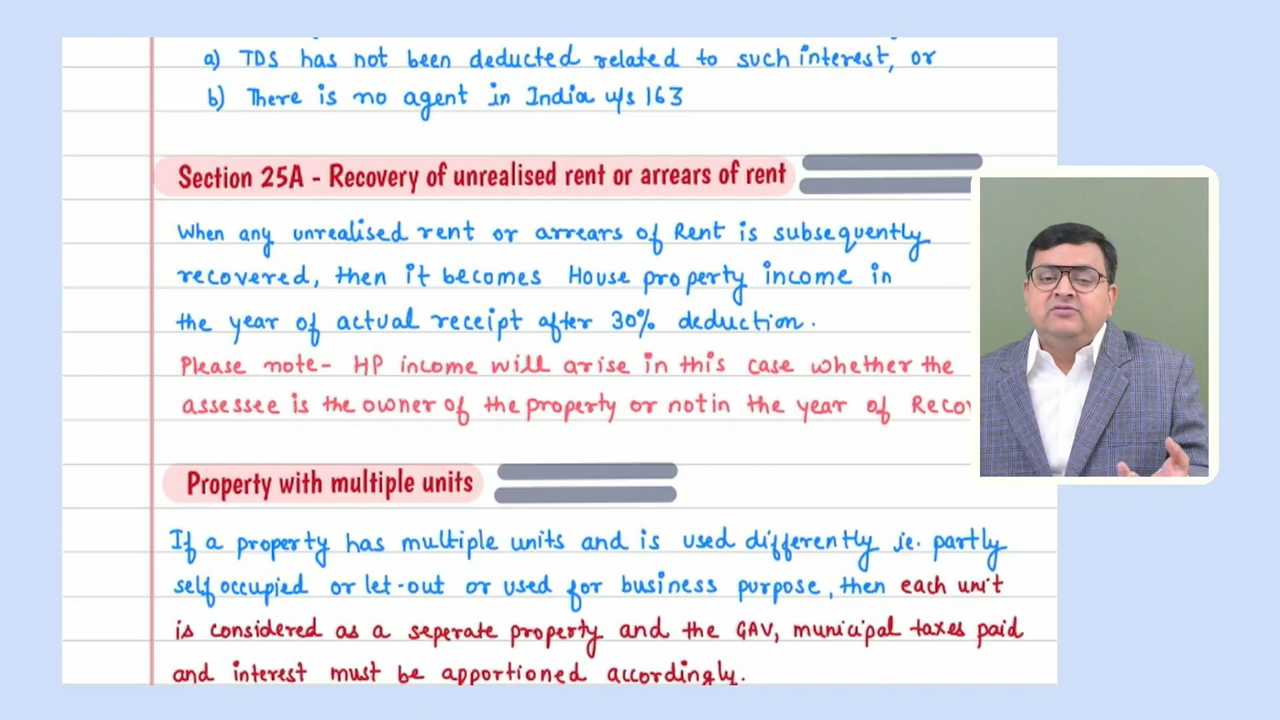 a) TDS has not been deducted related to such interest, or
b) There is no agent in India u/s 163
Section 25A - Recovery of unrealised rent or arrears of rent
When any unrealised rent or arrears of Rent is subsequently
recovered, then it becomes House property income in
the year of actual receipt after 30% deduction.
Please note- HP income will arise in this case whether the
assessee is the owner of the property or not in the year of
Property with multiple units
If a property has multiple units and is used differently ie. partly
self occupied or let-out or used for business purpose, then each unit
is considered as a seperate property and the GAV, municipal taxes paid
and interest must be apportioned accordingly.